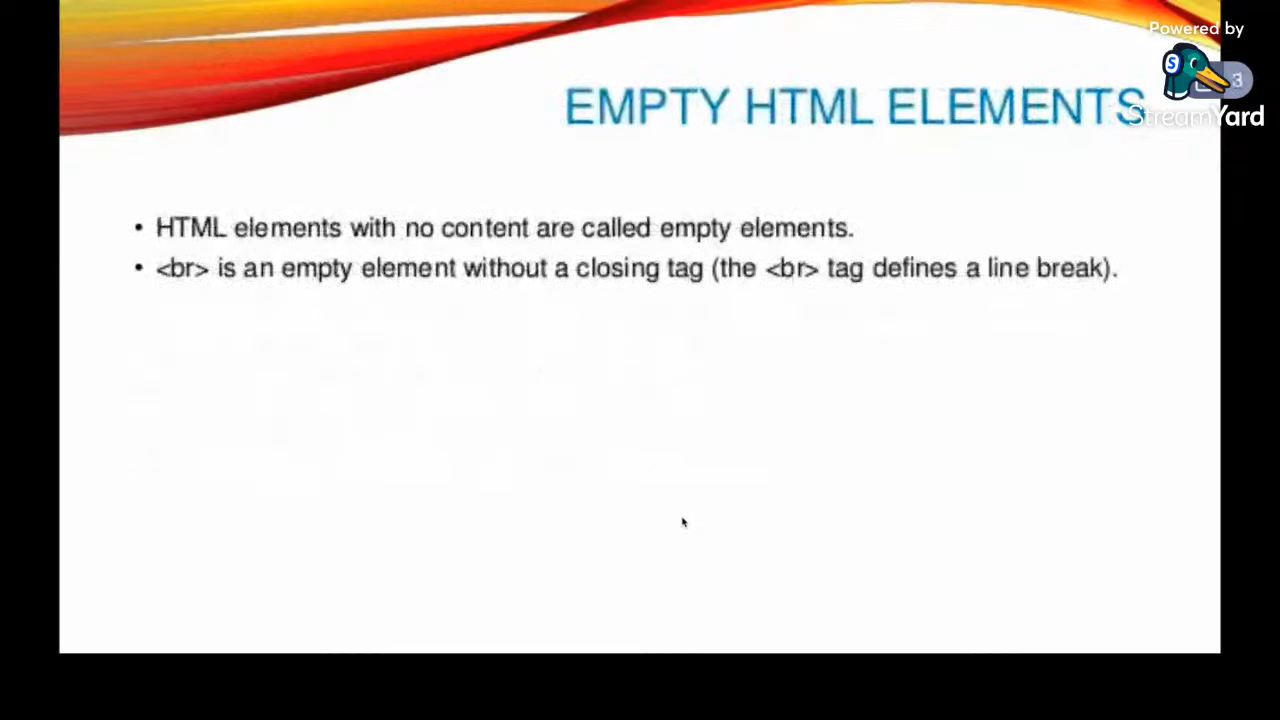 Powered by
3
StreamYard
EMPTY HTML ELEMENTS
• HTML elements with no content are called empty elements.
• <br> is an empty element without a closing tag (the <br> tag defines a line break).